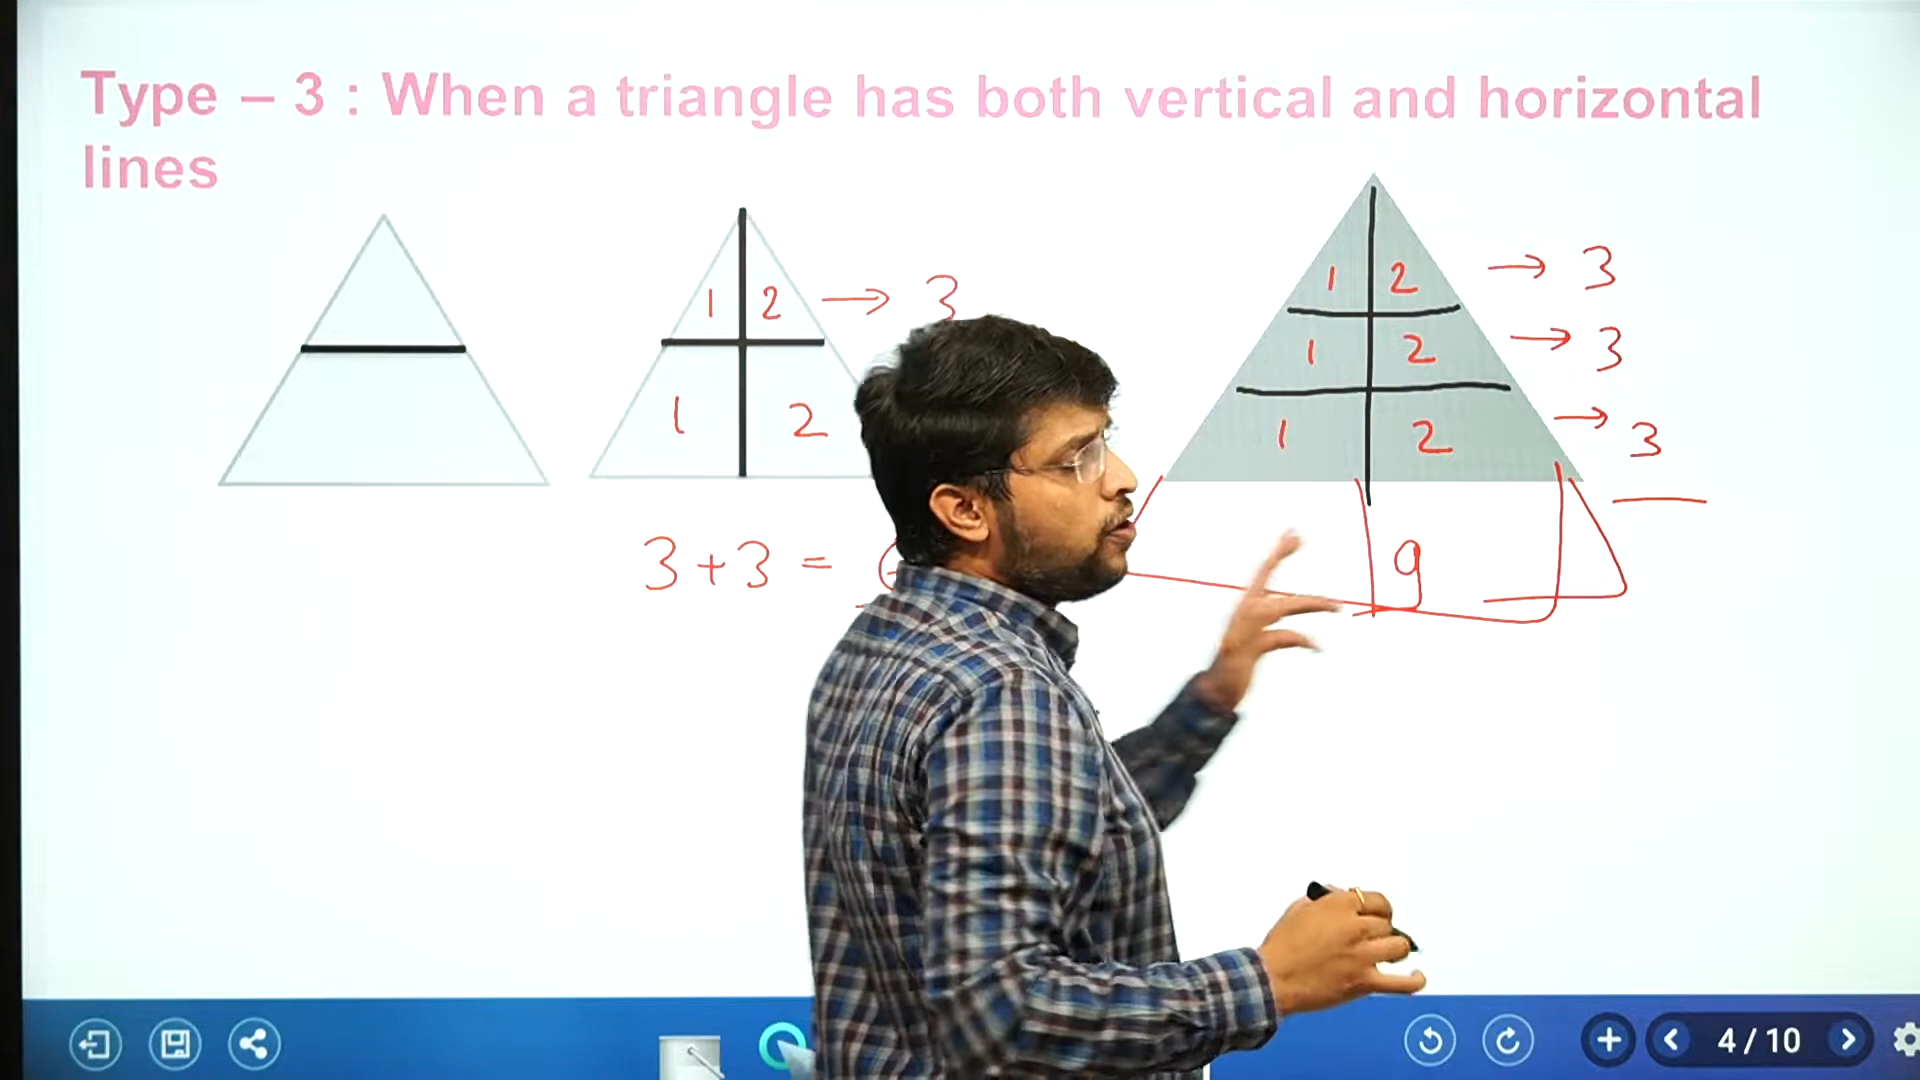 Type – 3 : When a triangle has both vertical and horizontal
lines
1 2 → 3
1 2
3 + 3 =
1 2 → 3
1 2 → 3
1 2 → 3
9
4 / 10